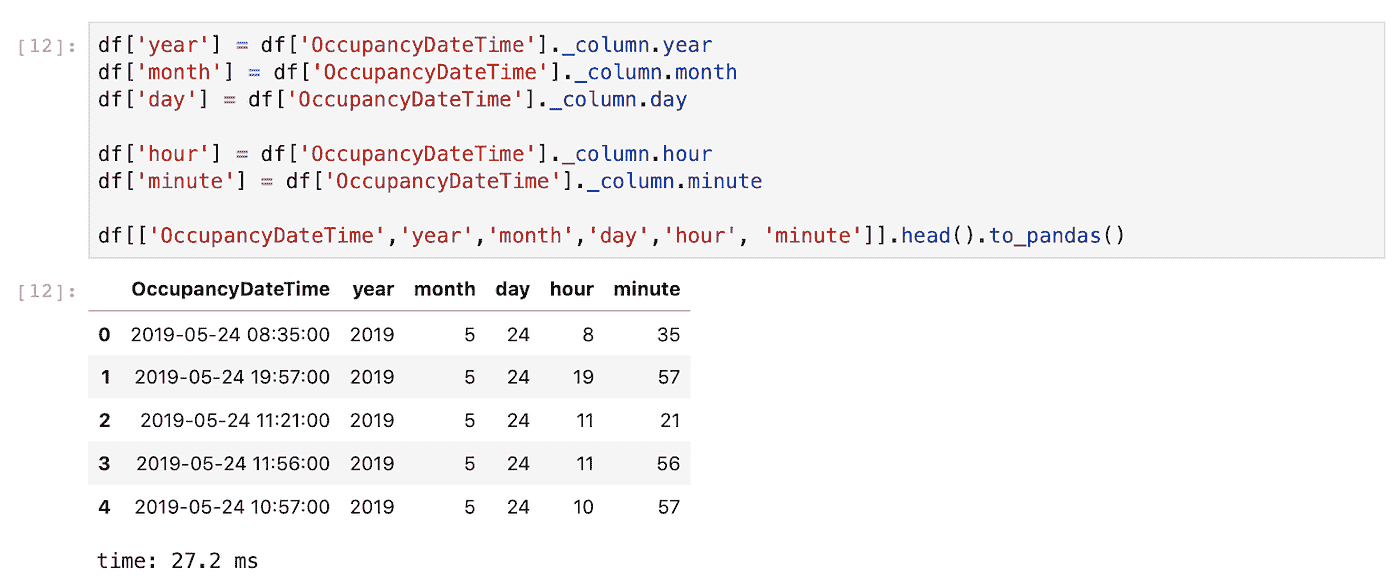 [12]: df['year'] = df['OccupancyDateTime']._column.year
df['month'] = df['OccupancyDateTime']._column.month
df['day'] = df['OccupancyDateTime']._column.day
df['hour'] = df['OccupancyDateTime']._column.hour
df['minute'] = df['OccupancyDateTime']._column.minute
df[['OccupancyDateTime','year','month','day','hour', 'minute']].head().to_pandas()
[12]: OccupancyDateTime year month day hour minute
0 2019-05-24 08:35:00 2019 5 24 8 35
1 2019-05-24 19:57:00 2019 5 24 19 57
2 2019-05-24 11:21:00 2019 5 24 11 21
3 2019-05-24 11:56:00 2019 5 24 11 56
4 2019-05-24 10:57:00 2019 5 24 10 57
time: 27.2 ms